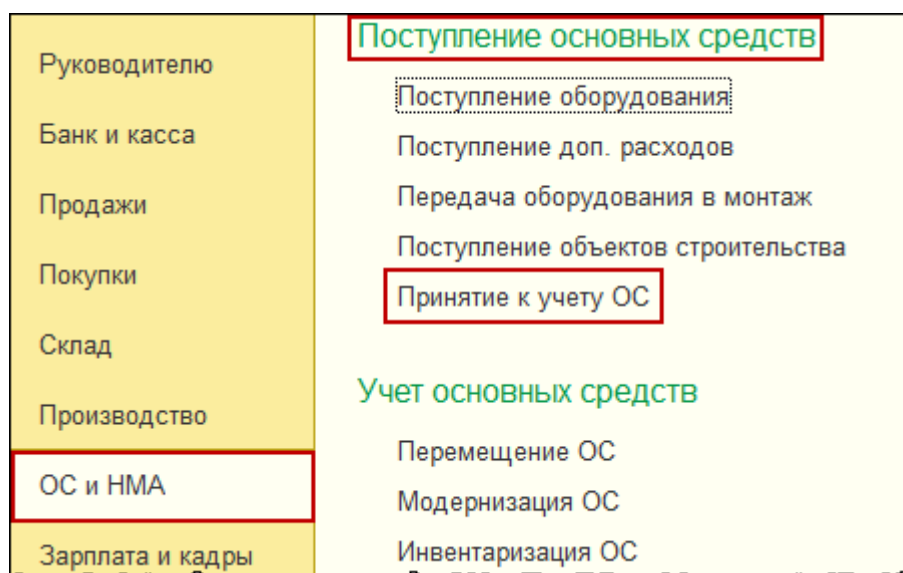 Руководителю
Банк и касса
Продажи
Покупки
Склад
Производство
ОС и НМА
Зарплата и кадры
Поступление основных средств
Поступление оборудования
Поступление доп. расходов
Передача оборудования в монтаж
Поступление объектов строительства
Принятие к учету ОС
Учет основных средств
Перемещение ОС
Модернизация ОС
Инвентаризация ОС